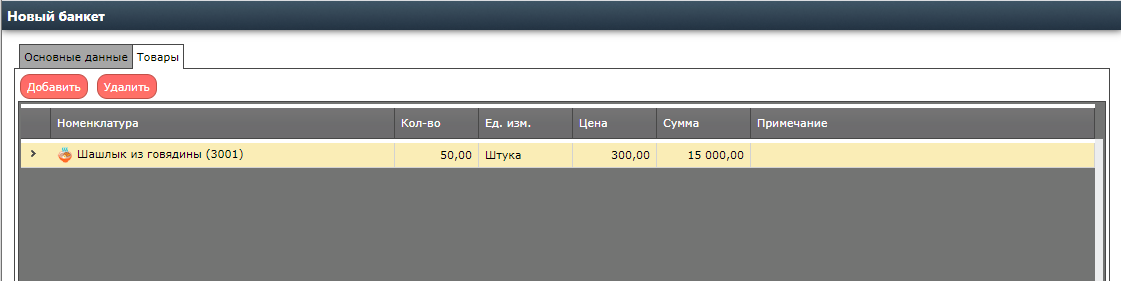 Новый банкет
Основные данные Товары
Добавить Удалить
Номенклатура Кол-во Ед. изм. Цена Сумма Примечание
Шашлык из говядины (3001) 50,00 Штука 300,00 15 000,00